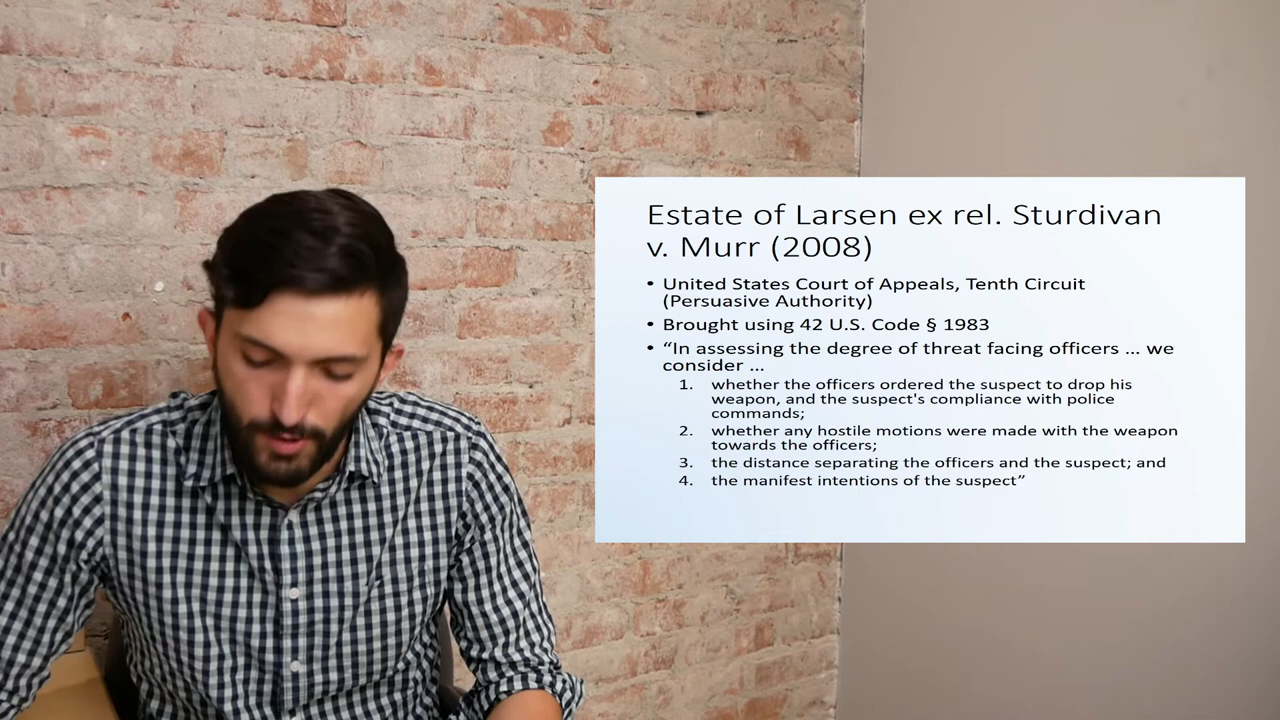 Estate of Larsen ex rel. Sturdivan
v. Murr (2008)
• United States Court of Appeals, Tenth Circuit
(Persuasive Authority)
• Brought using 42 U.S. Code § 1983
• “In assessing the degree of threat facing officers ... we
consider ...
1. whether the officers ordered the suspect to drop his
weapon, and the suspect's compliance with police
commands;
2. whether any hostile motions were made with the weapon
towards the officers;
3. the distance separating the officers and the suspect; and
4. the manifest intentions of the suspect”